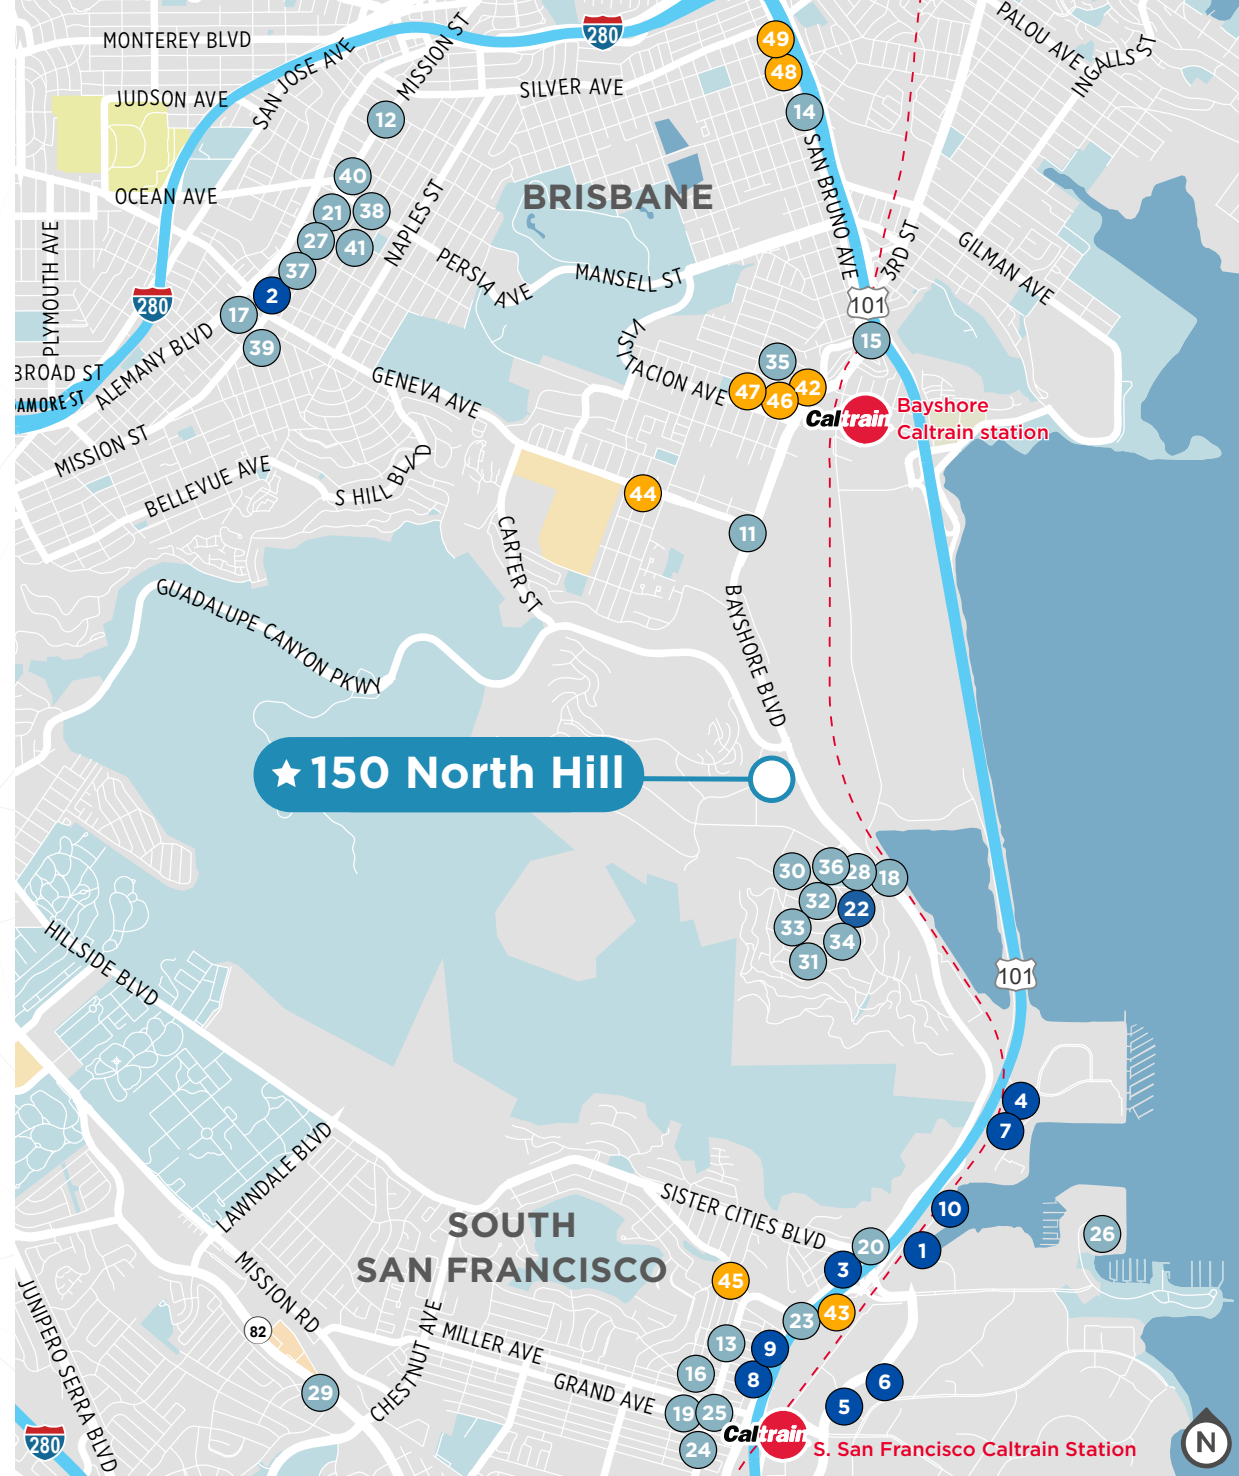 MONTEREY BLVD
280
49
PALOU AVE
INGALLS ST
48
SAN JOSE AVE
MISSION ST
SILVER AVE
JUDSON AVE
14
12
SAN BRUNO AVE
40
OCEAN AVE
BRISBANE
21
38
NAPLES ST
27
41
3RD ST
GILMAN AVE
PLYMOUTH AVE
PERSIA AVE
MANSELL ST
37
2
280
101
17
39
15
ALEMANY BLVD
VISITACION AVE
35
BROAD ST
GENEVA AVE
47
46
42
AMORE ST
Caltrain
Bayshore
Caltrain station
MISSION ST
BELLEVUE AVE
S HILL BLVD
44
11
CARTER ST
GUADALUPE CANYON PKWY
BAYSHORE BLVD
150 North Hill
30
36
28
18
32
22
33
34
31
HILLSIDE BLVD
101
4
7
LAWNDALE BLVD
SISTER CITIES BLVD
10
SOUTH
SAN FRANCISCO
20
1
26
3
45
MISSION RD
43
23
82
JUNIPERO SERRA BLVD
CHESTNUT AVE
MILLER AVE
13
9
16
8
6
29
GRAND AVE
5
19
25
280
24
Caltrain
S. San Francisco Caltrain Station
N